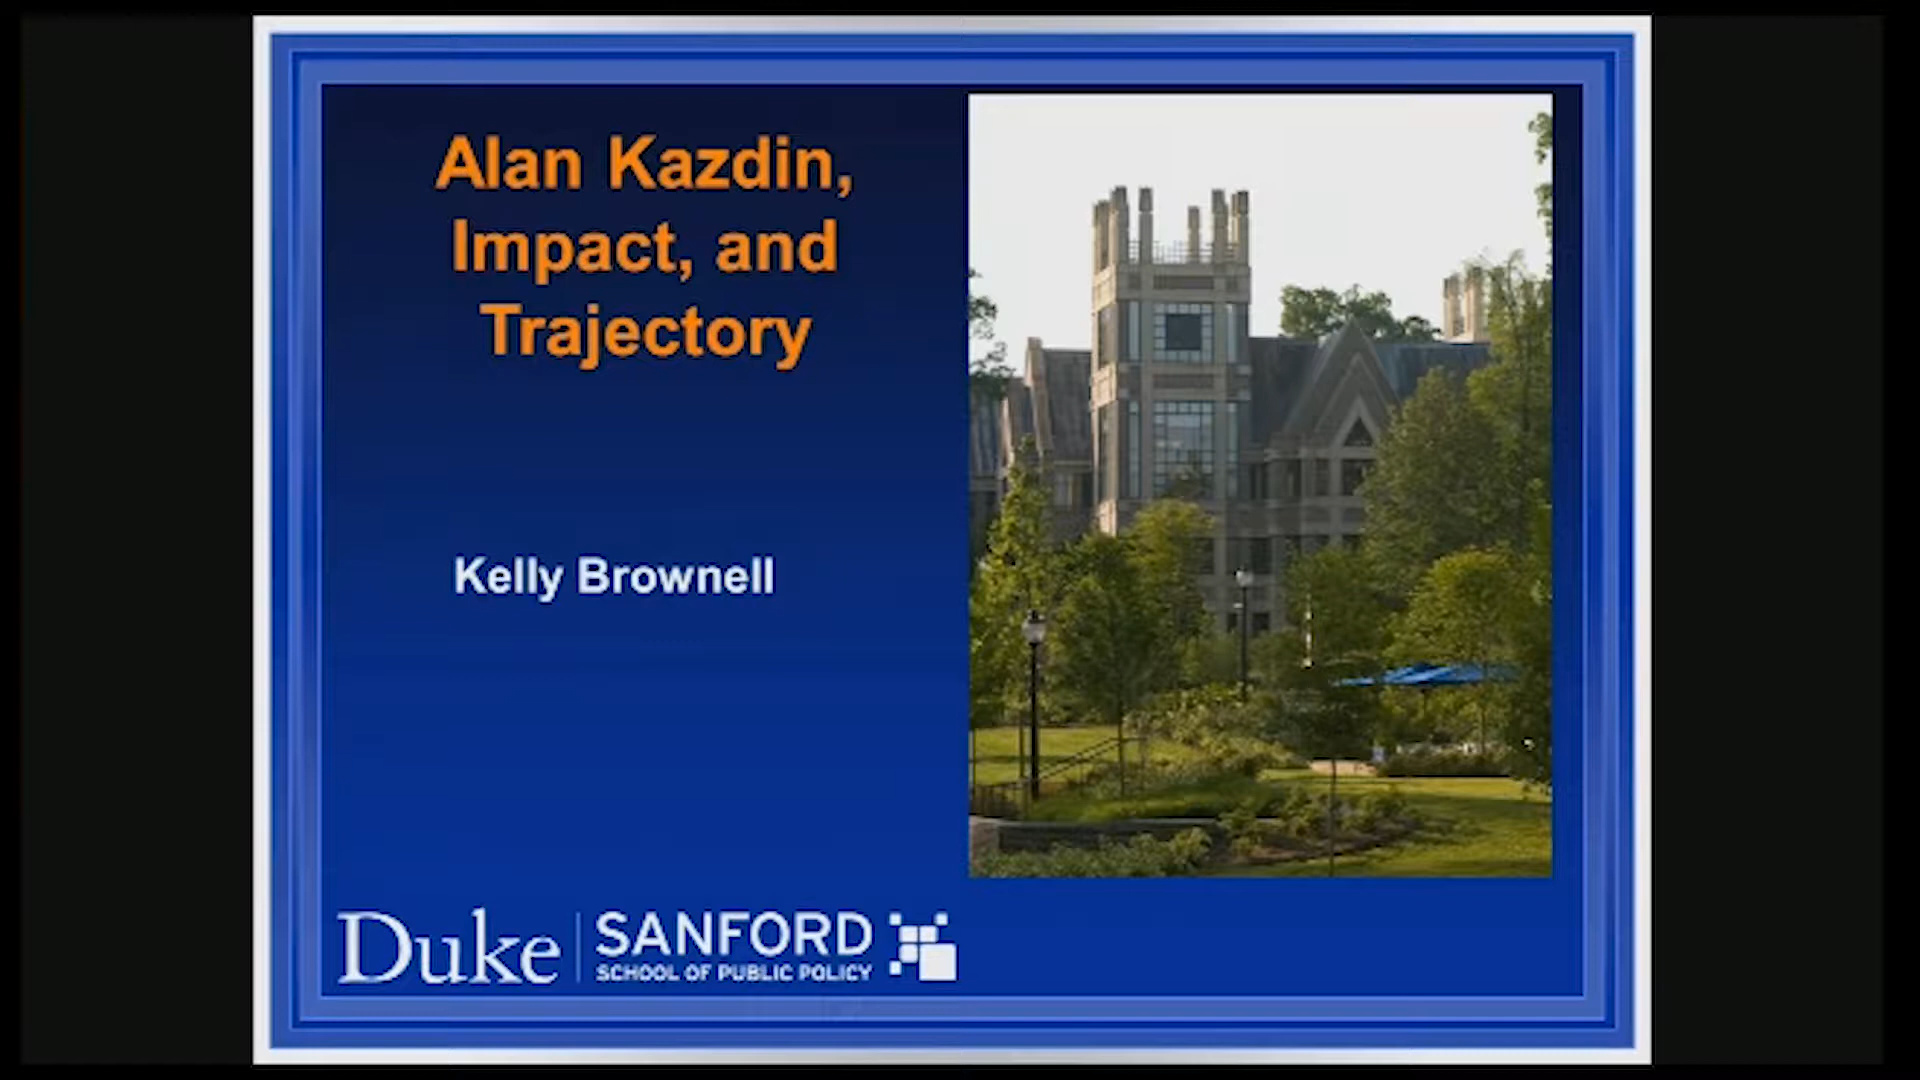 Alan Kazdin,
Impact, and
Trajectory
Kelly Brownell
Duke
SANFORD
SCHOOL OF PUBLIC POLICY